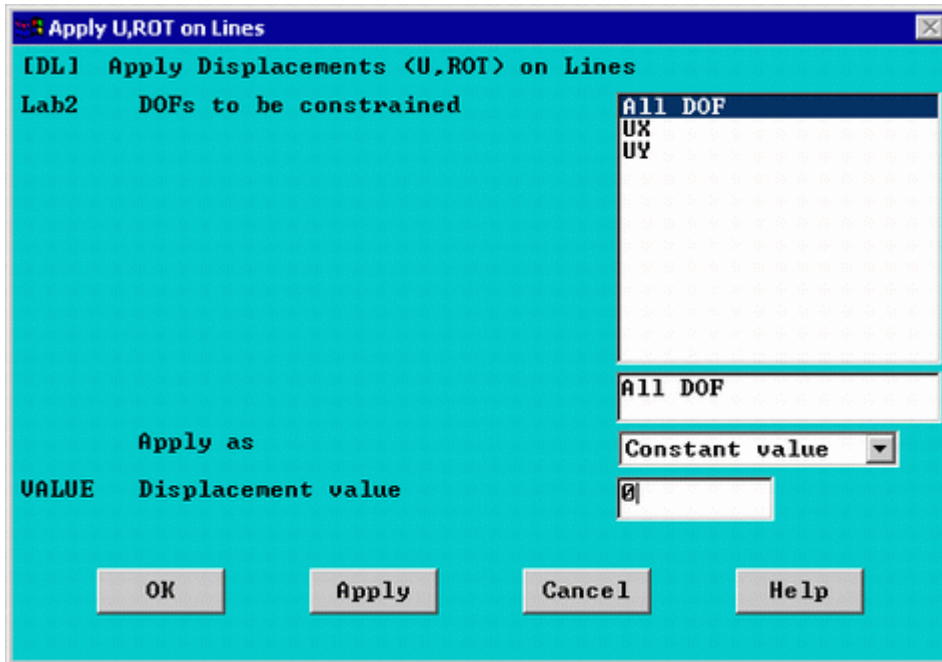 Apply U,ROT on Lines
[DL] Apply Displacements (U,ROT) on Lines
Lab2 DOFs to be constrained
All DOF
UX
UY
All DOF
Apply as Constant value
VALUE Displacement value 0
OK Apply Cancel Help